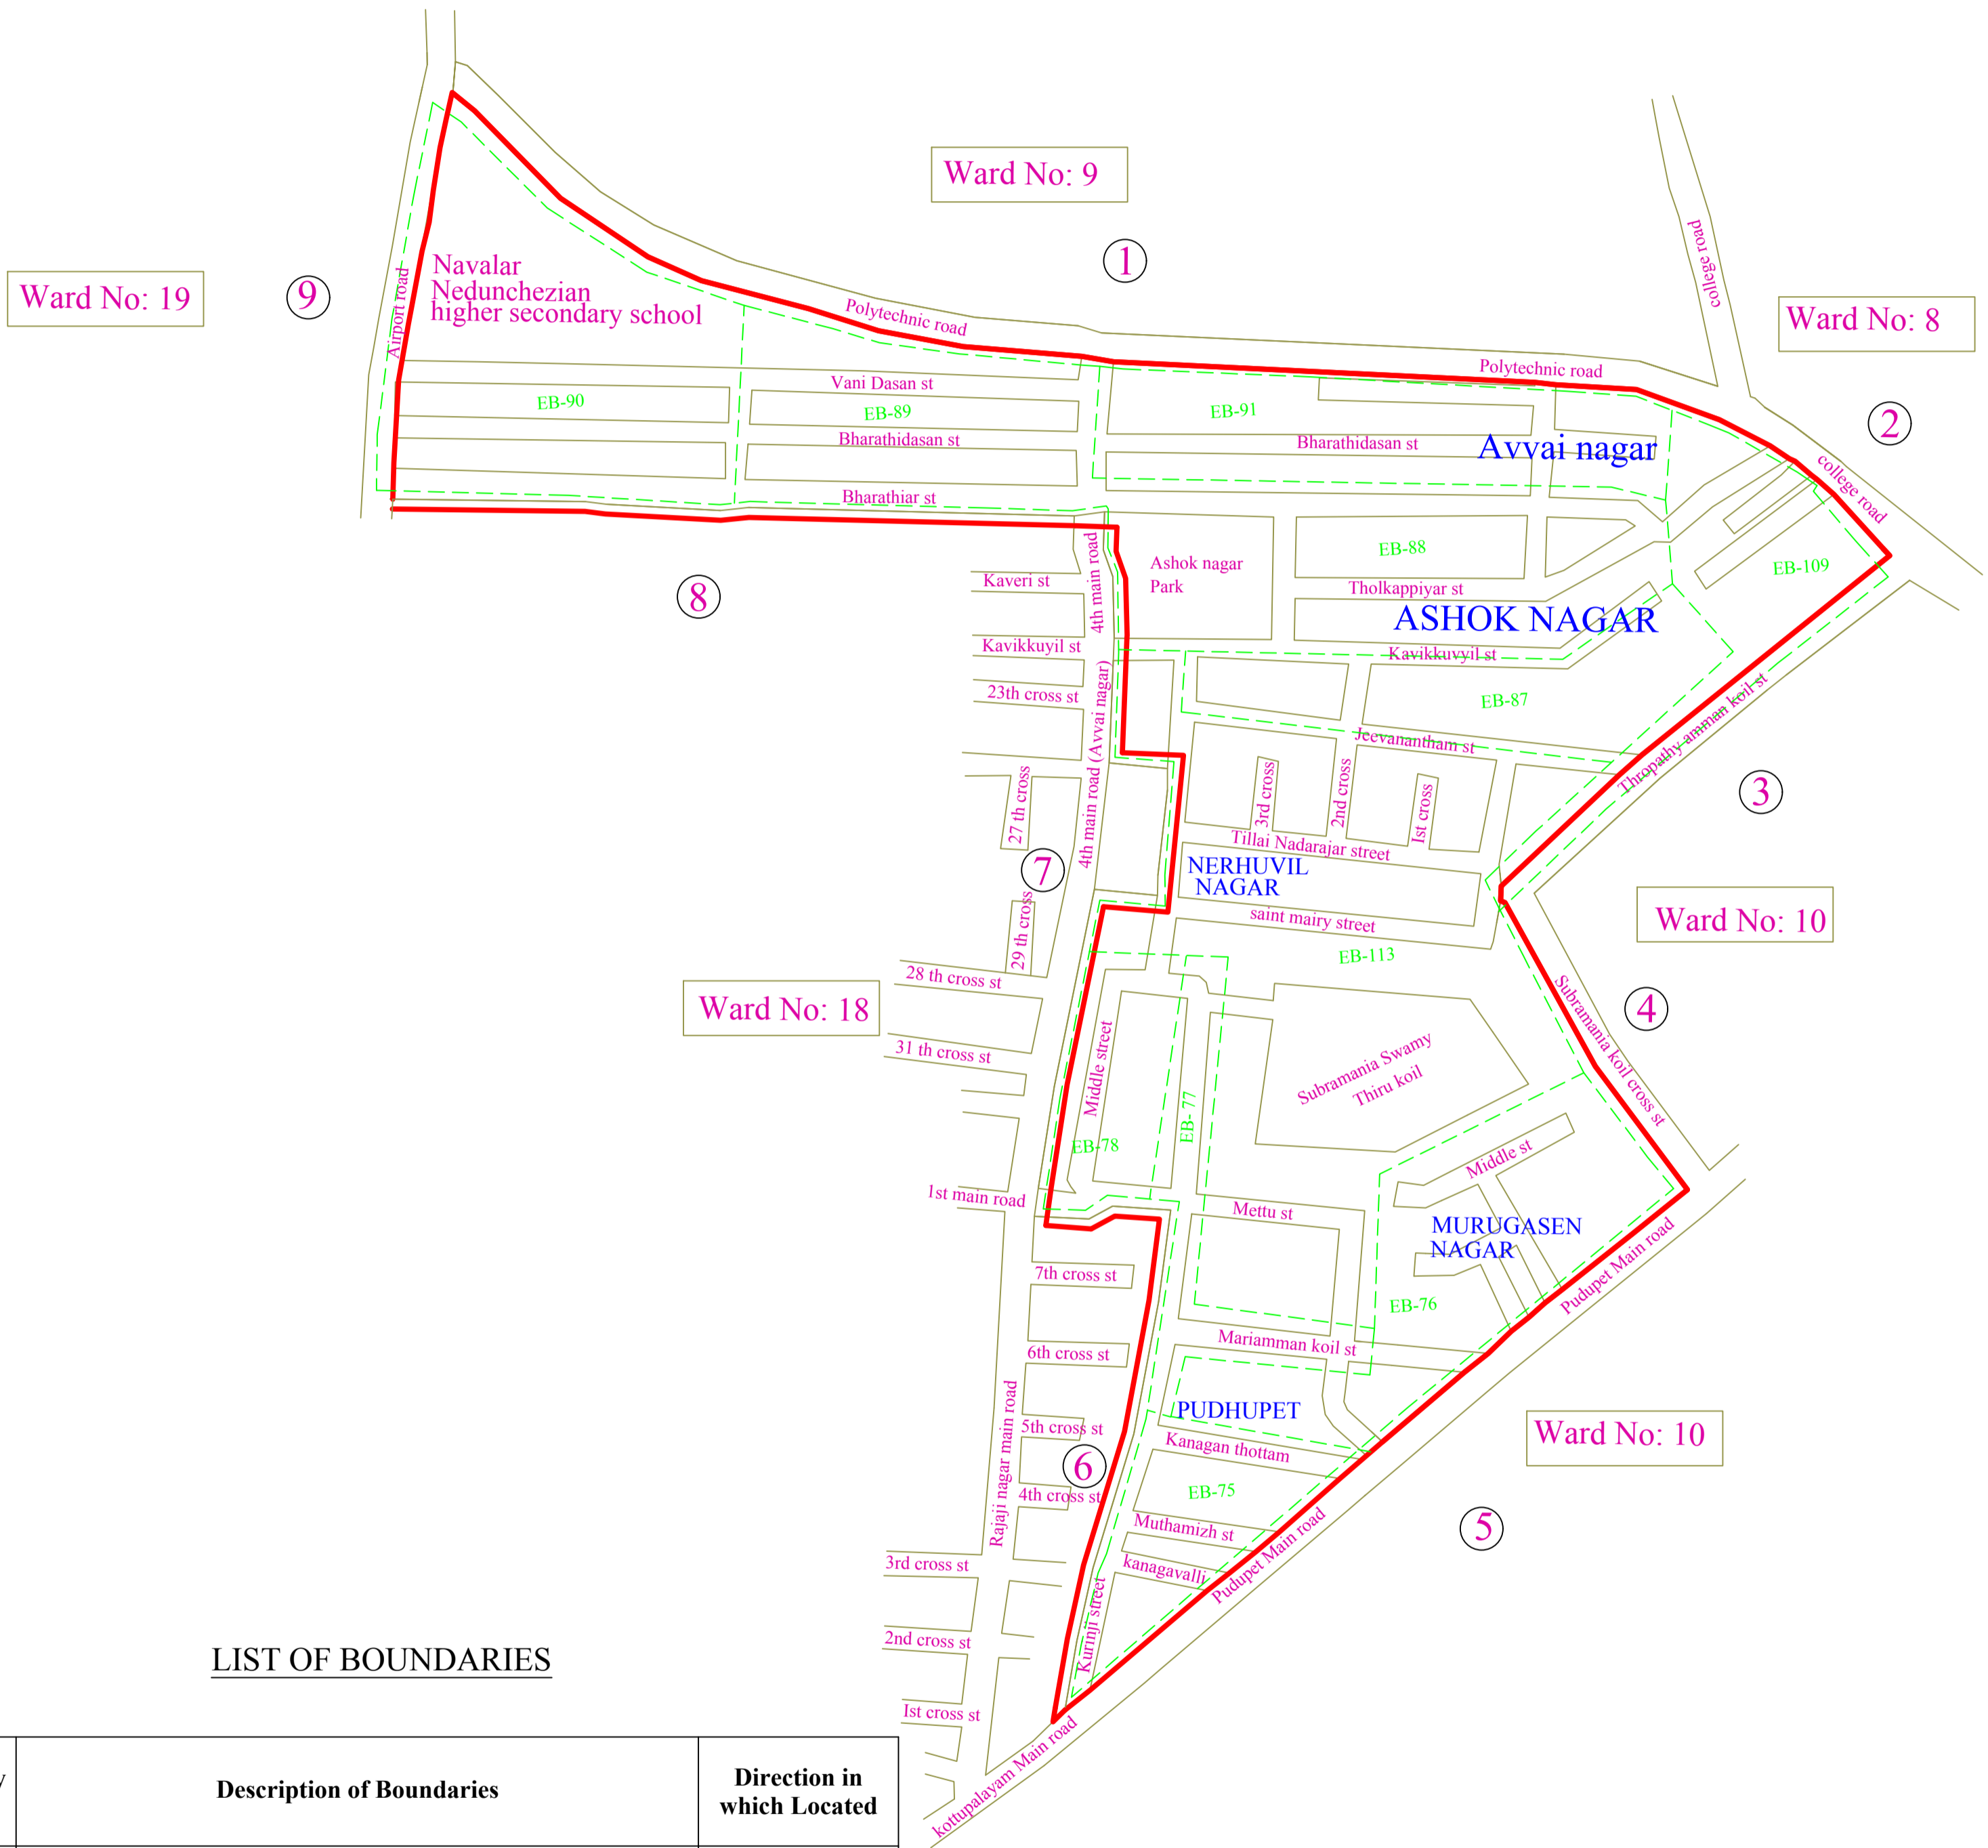 Ward No: 9
1
college road
Ward No: 19
9
Airport road
Navalar
Nedunchezian
higher secondary school
Ward No: 8
Polytechnic road
Polytechnic road
2
Vani Dasan st
EB-90
EB-89
EB-91
Bharathidasan st
Bharathidasan st
Avvai nagar
college road
Bharathiar st
4th main road
Ashok nagar
Park
EB-88
EB-109
Kaveri st
8
Tholkappiyar st
ASHOK NAGAR
Kavikkuyil st
Kavikkuvyil st
23th cross st
EB-87
4th main road (Avvai nagar)
Jeevanantham st
Thropathy amman koil st
3
27 th cross
3rd cross
2nd cross
Ist cross
Tillai Nadarajar street
7
NERHUVIL
NAGAR
saint mairy street
Ward No: 10
29 th cross
EB-113
28 th cross st
Ward No: 18
4
Subramania koil cross st
31 th cross st
Middle street
Subramania Swamy
Thiru koil
EB-77
EB-78
Middle st
1st main road
Mettu st
MURUGASEN
NAGAR
7th cross st
Pudupet Main road
EB-76
6th cross st
Mariamman koil st
Rajaji nagar main road
PUDHUPET
5th cross st
Kanagan thottam
Ward No: 10
6
4th cross st
EB-75
5
Muthamizh st
Pudupet Main road
3rd cross st
kanagavalli
Kurinji street
2nd cross st
LIST OF BOUNDARIES
Ist cross st
kottupalayam Main road
y
Description of Boundaries
Direction in
which Located